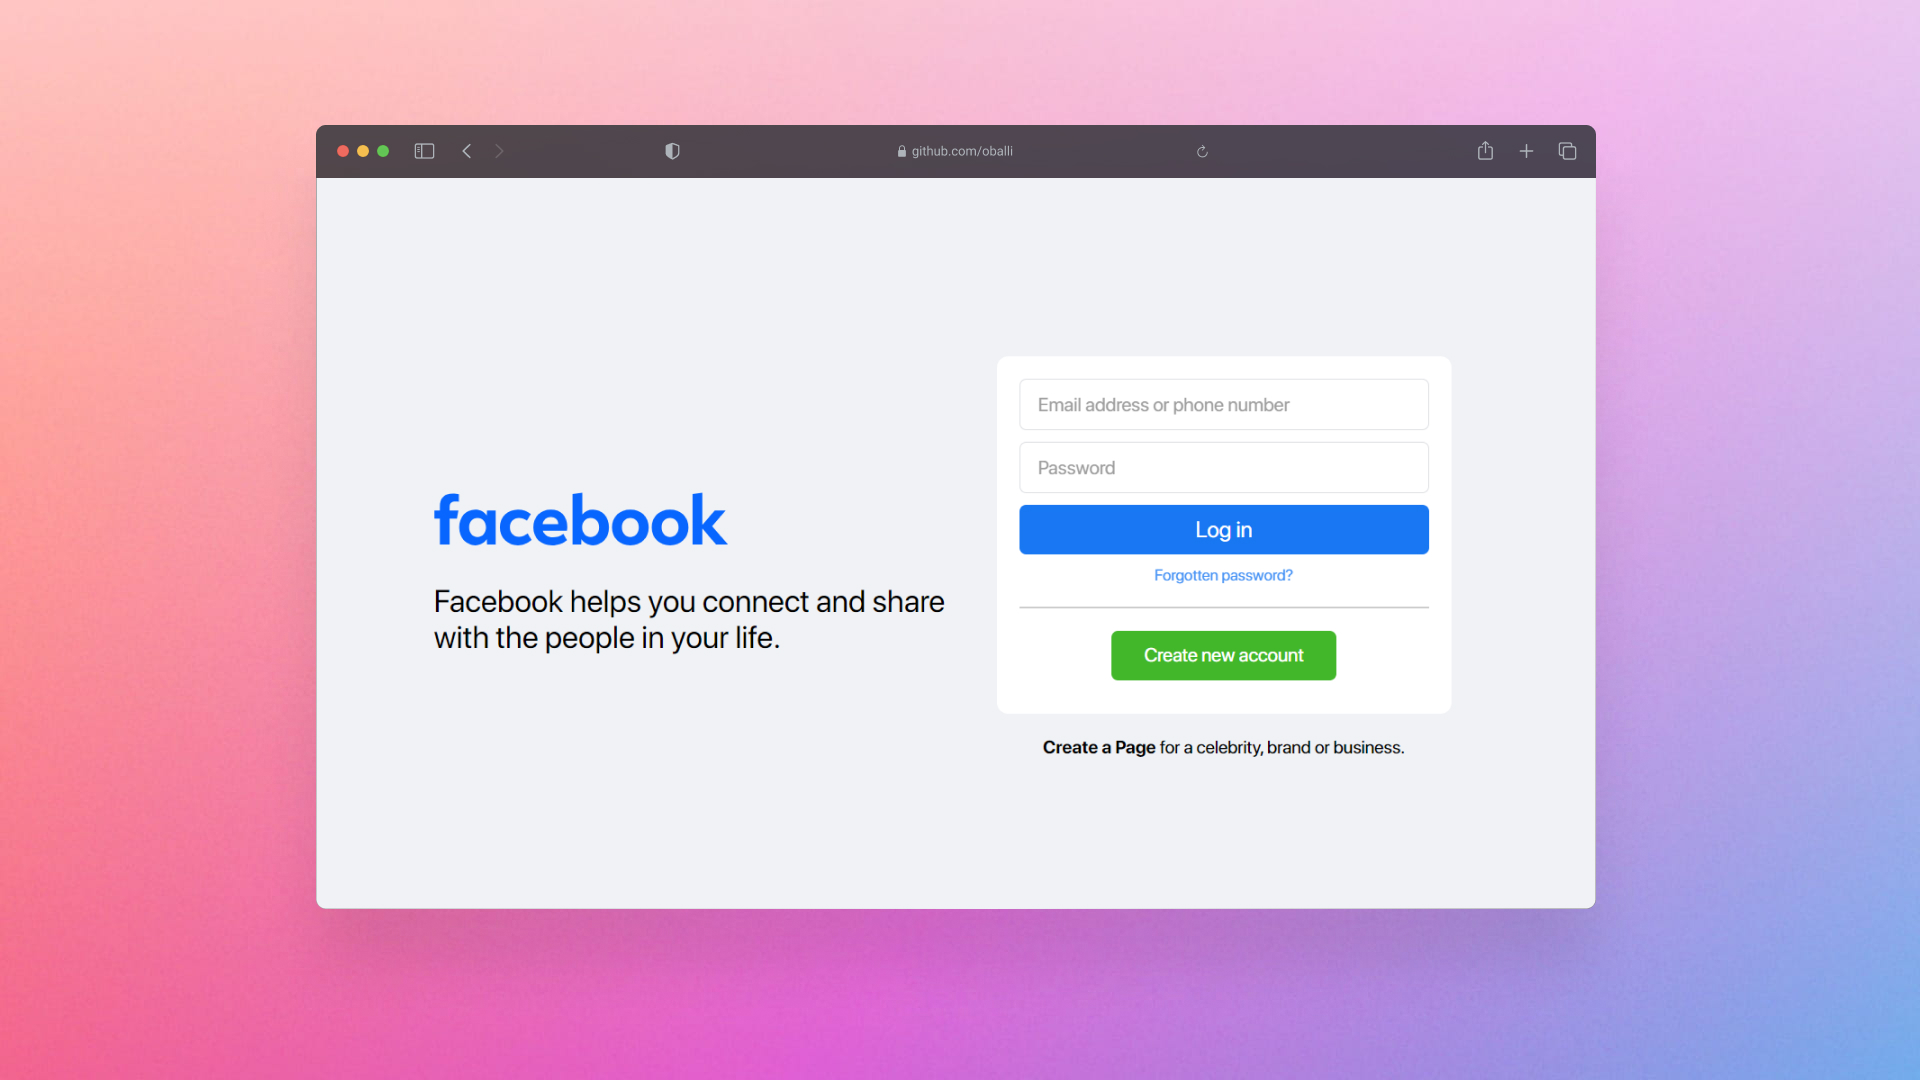 github.com/oballi
facebook
Facebook helps you connect and share
with the people in your life.
Email address or phone number
Password
Log in
Forgotten password?
Create new account
Create a Page for a celebrity, brand or business.